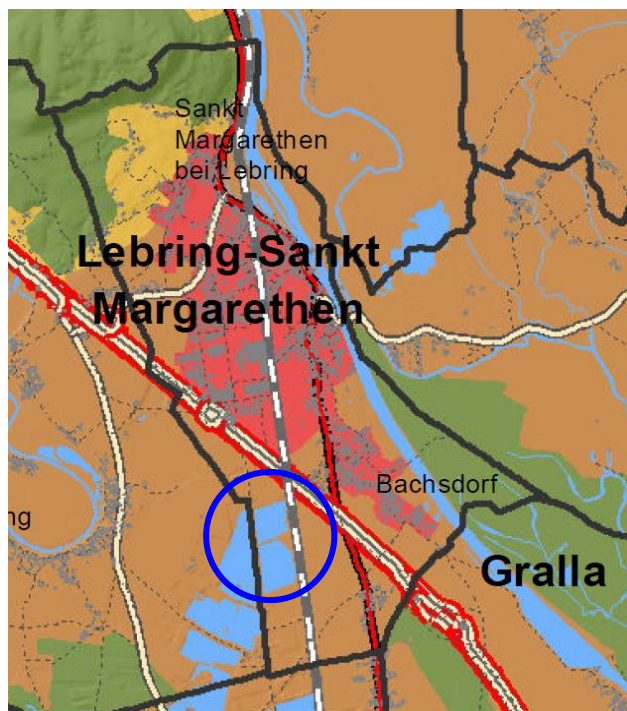 Sankt
Margarethen
bei Lebring
Lebring-Sankt
Margarethen
Bachsdorf
ng
Gralla